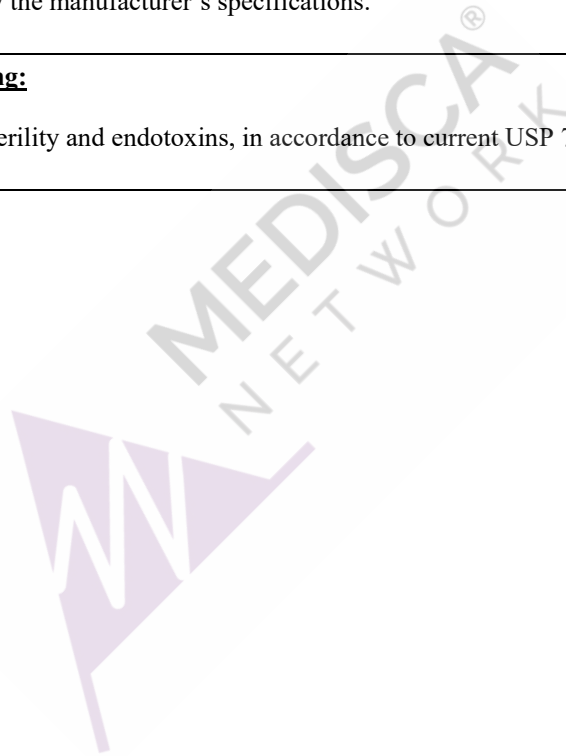 the manufacturer's specifications.
ng:
erility and endotoxins, in accordance to current USP
MEDISCA®
NETWORK